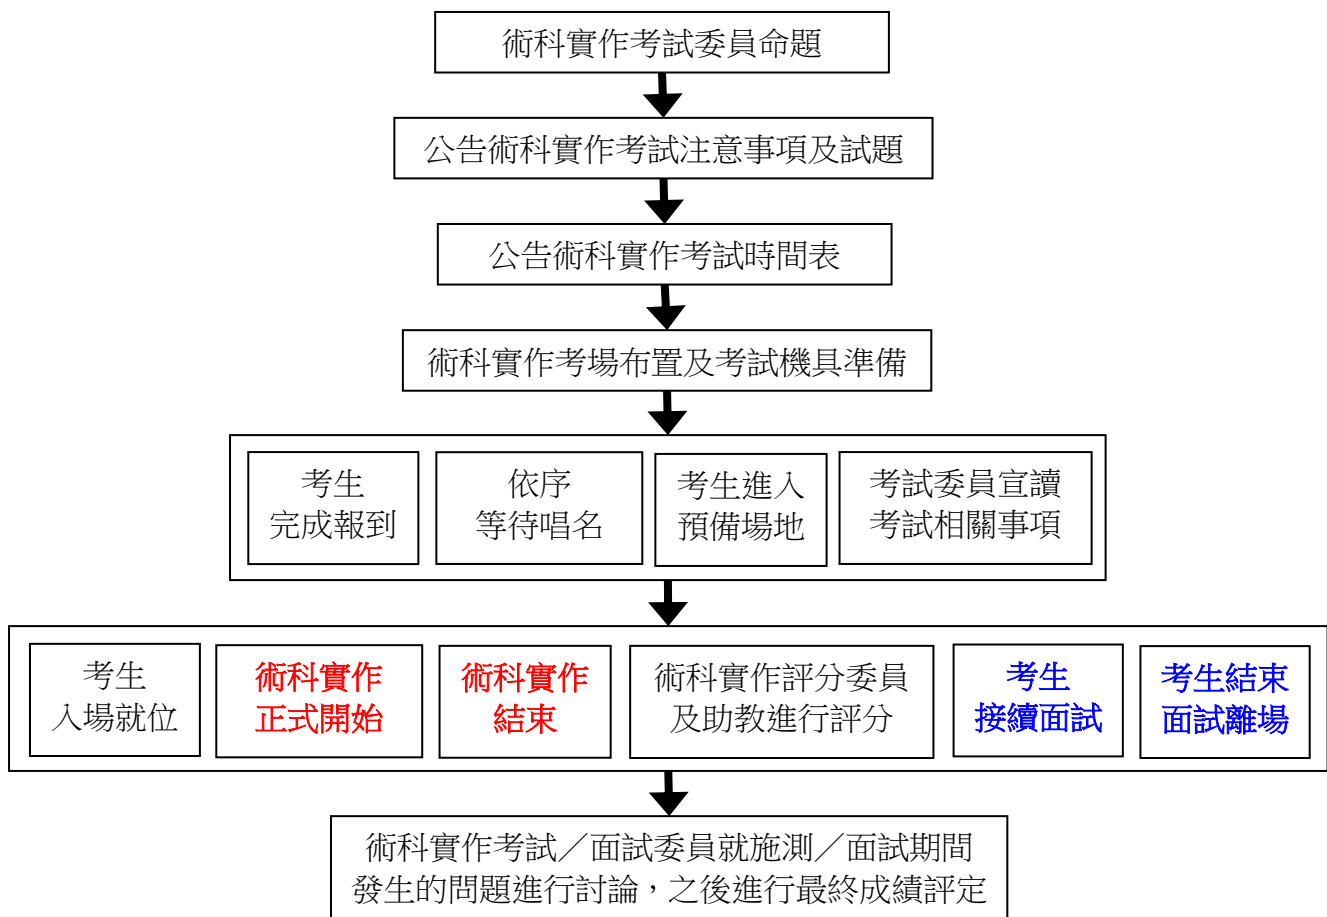 術科實作考試委員命題
公告術科實作考試注意事項及試題
公告術科實作考試時間表
術科實作考場布置及考試機具準備
考生
完成報到
依序
等待唱名
考生進入
預備場地
考試委員宣讀
考試相關事項
考生
入場就位
術科實作
正式開始
術科實作
結束
術科實作評分委員
及助教進行評分
考生
接續面試
考生結束
面試離場
術科實作考試／面試委員就施測／面試期間
發生的問題進行討論，之後進行最終成績評定